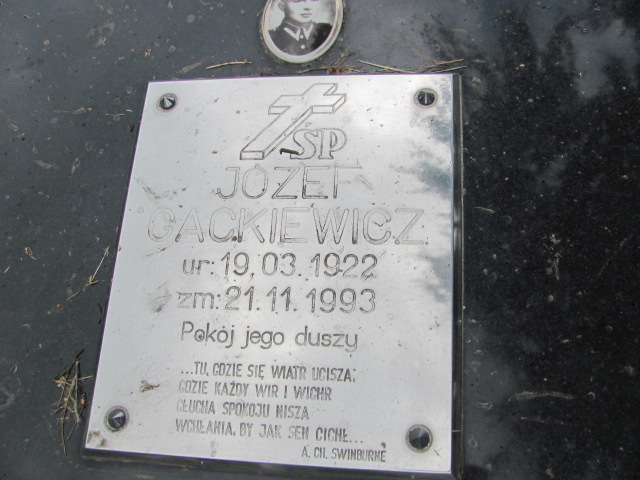 ŚP
JÓZEF
GACKIEWICZ
ur: 19.03.1922
zm: 21.11.1993
Pokój jego duszy
...TU, GDZIE SIĘ WIATR UCISZA,
GDZIE KAŻDY WIR I WICHR
GŁUCHA SPOKOJU NISZA
WCHŁANIA, BY JAK SEN CICHŁ...
A. CH. SWINBURNE